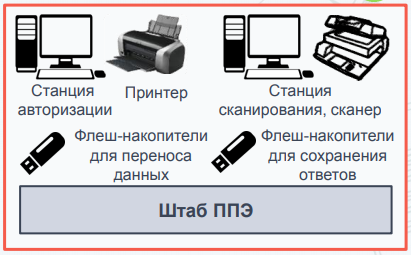 Станция
авторизации
Принтер
Станция
сканирования, сканер
Флеш-накопители
для переноса
данных
Флеш-накопители
для сохранения
ответов
Штаб ППЭ